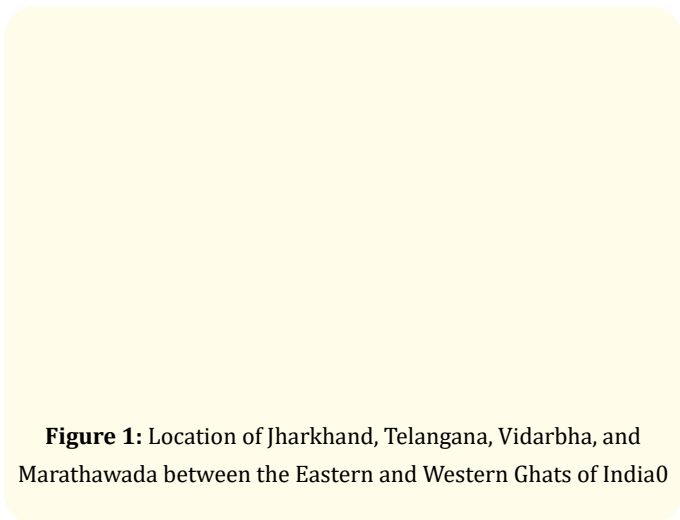 Figure 1: Location of Jharkhand, Telangana, Vidarbha, and
Marathawada between the Eastern and Western Ghats of India0